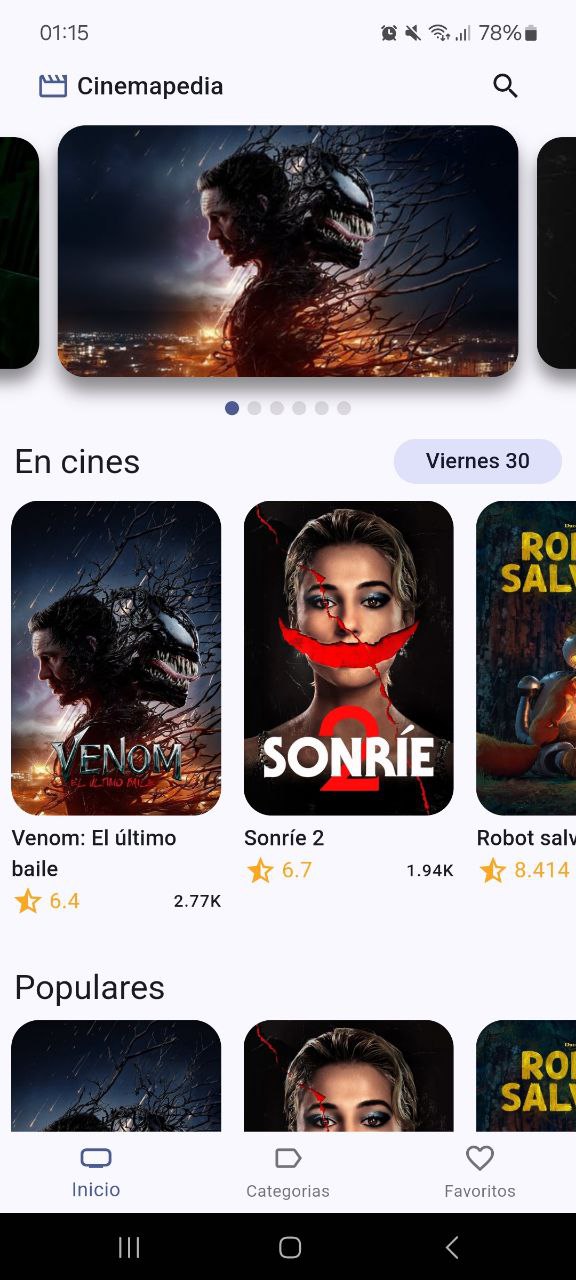 01:15
78%
Cinemapedia
En cines
Viernes 30
VENOM
EL ÚLTIMO BAILE
2
SONRÍE
ROB
SALV
Venom: El último
baile
6.4
2.77K
Sonríe 2
6.7
1.94K
Robot salv
8.414
Populares
RO
SALV
Inicio
Categorias
Favoritos